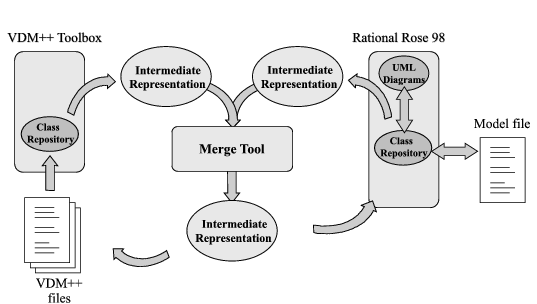 VDM++ Toolbox
Rational Rose 98
Intermediate
Representation
Intermediate
Representation
UML
Diagrams
Class
Repository
Merge Tool
Class
Repository
Model file
Intermediate
Representation
VDM++
files